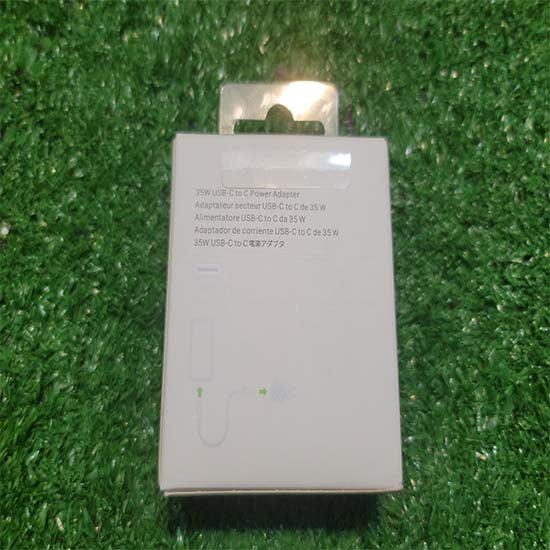 35W USB-C to C Power Adapter
Adaptateur secteur USB-C to C de 35 W
Alimentatore USB-C to C da 35 W
Adaptador de corriente USB-C to C de 35 W
35W USB-C to C 電源アダプタ